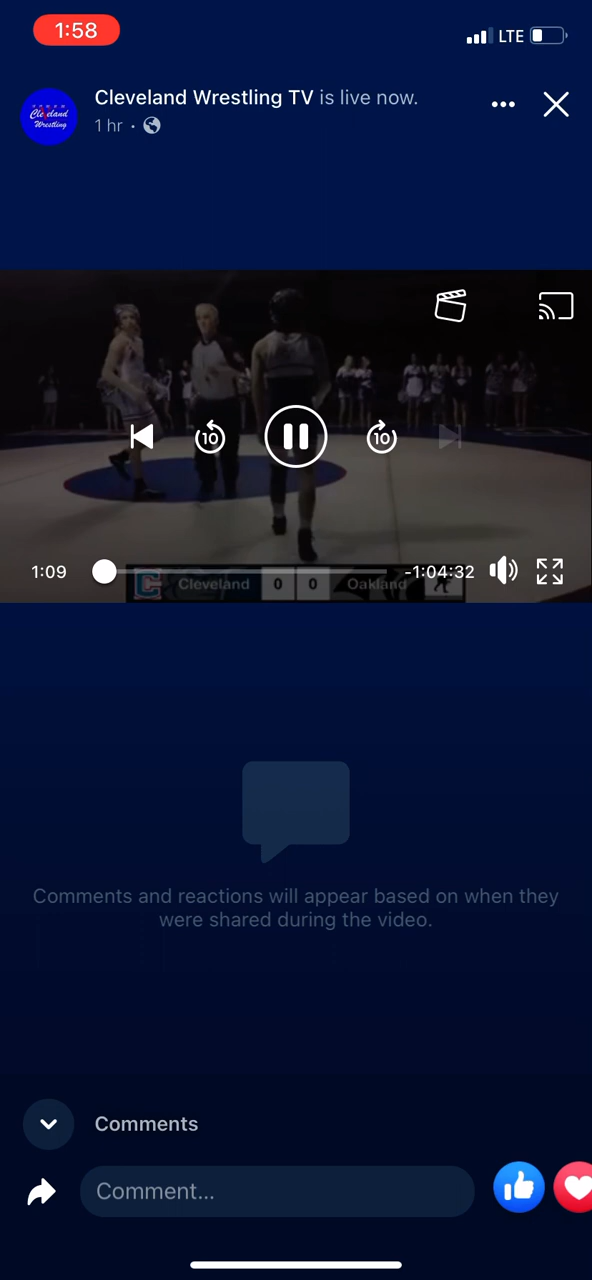 1:58
LTE
Cleveland Wrestling TV is live now.
Cleveland
Wrestling
1 hr ·
10
10
1:09
-1:04:32
Cleveland 0 0 Oakland
Comments and reactions will appear based on when they
were shared during the video.
Comments
Comment...